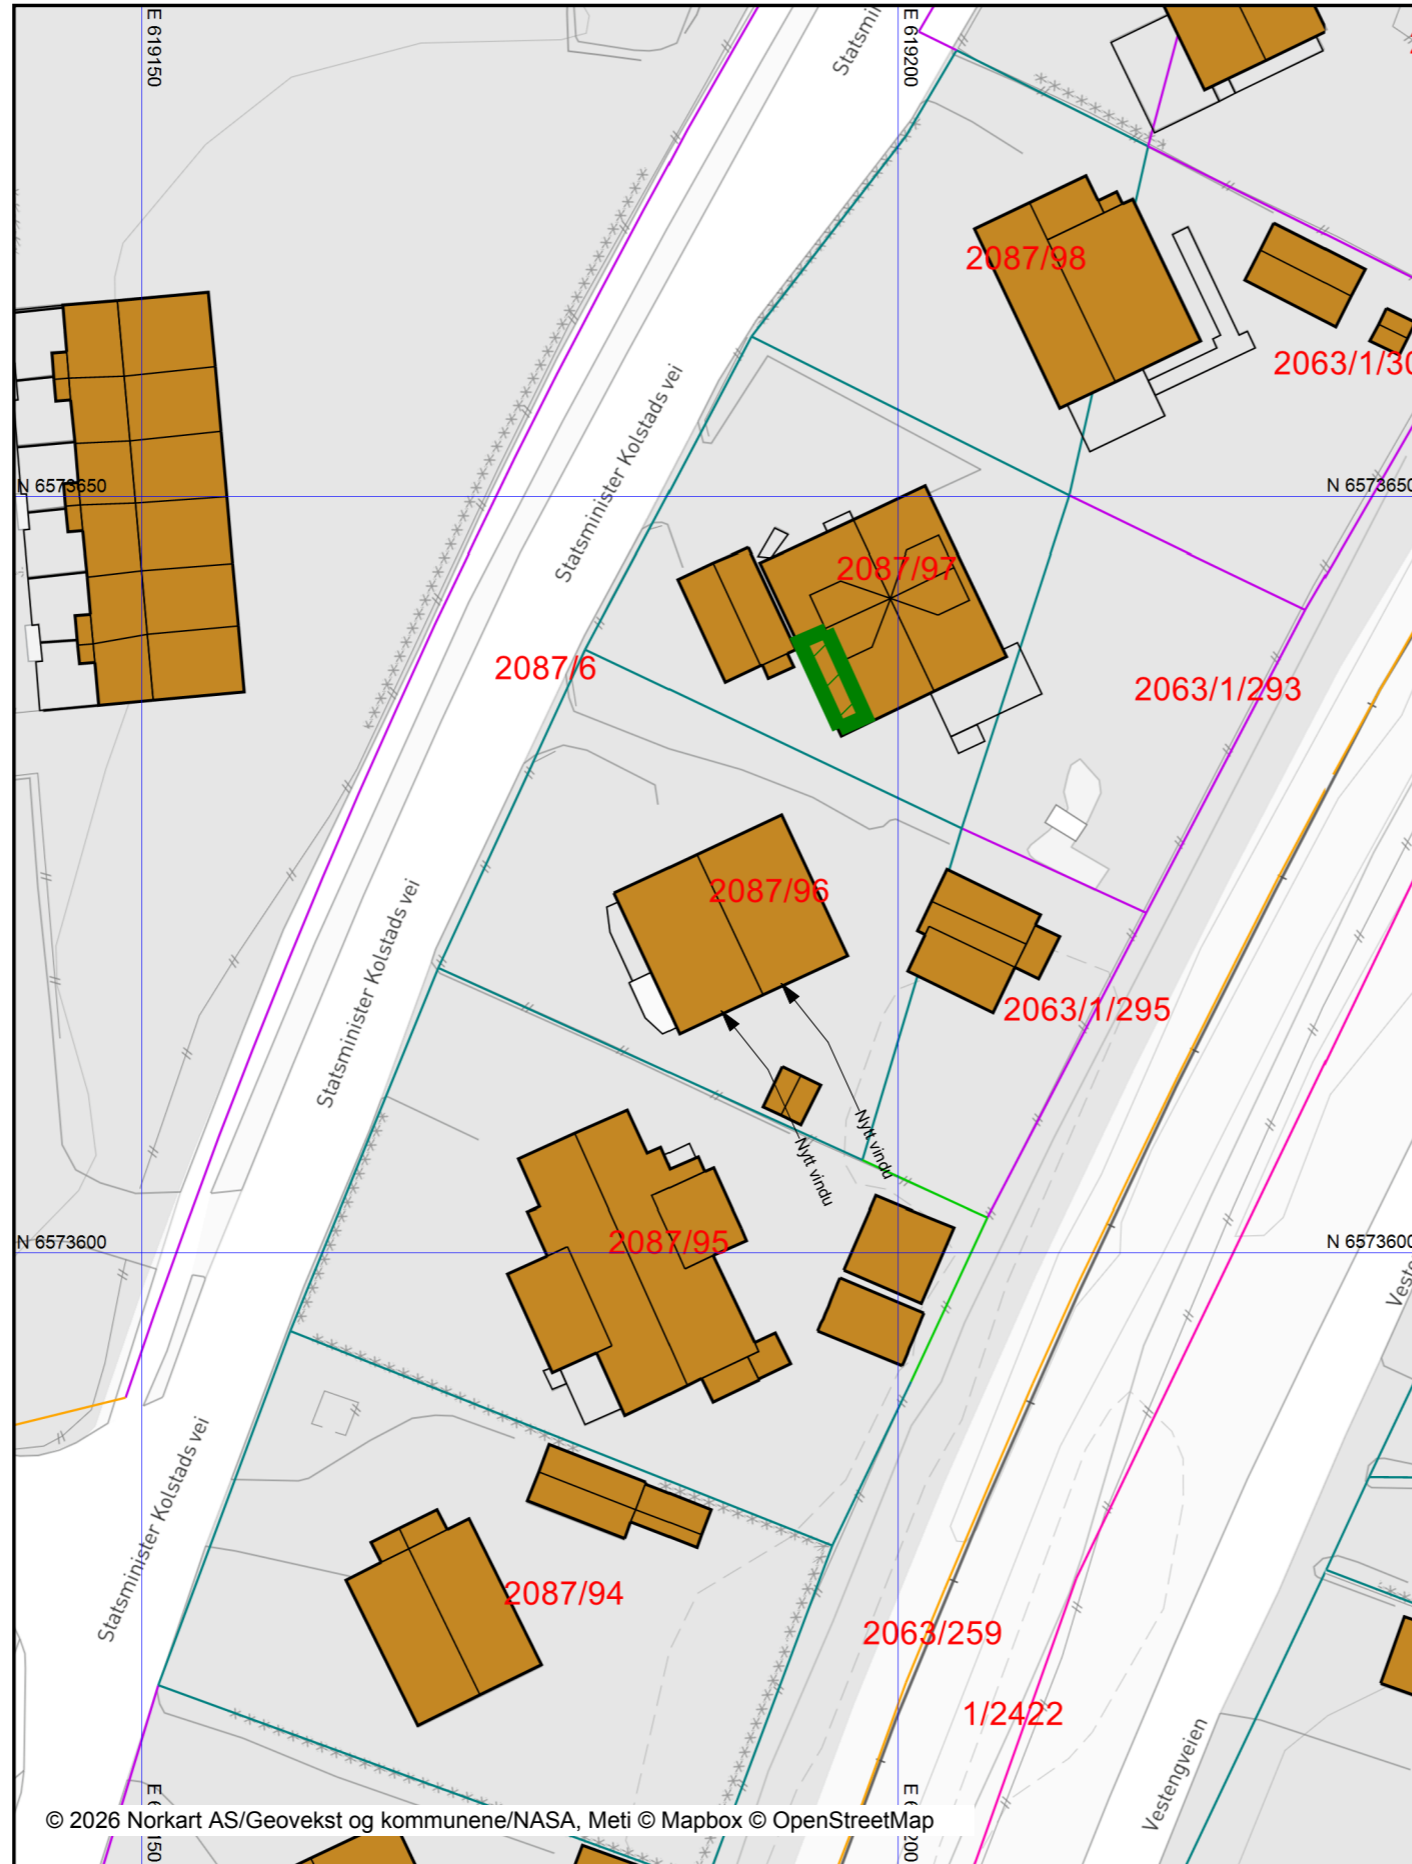 E 619150
E 619200
Statsmi
2087/98
2063/1/30
Statsminister Kolstads vei
N 6573650
N 6573650
2087/97
2087/6
2063/1/293
2087/96
Statsminister Kolstads vei
2063/1/295
Nytt vindu
Nytt vindu
2087/95
N 6573600
N 6573600
Veste
Statsminister Kolstads vei
2087/94
2063/259
1/2422
Vestengveien
© 2026 Norkart AS/Geovekst og kommunene/NASA, Meti © Mapbox © OpenStreetMap